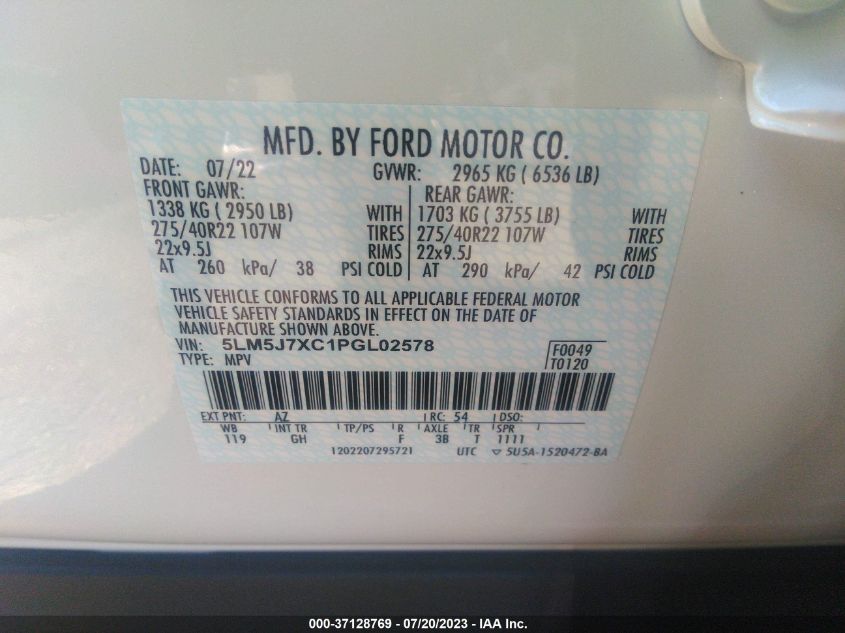 MFD. BY FORD MOTOR CO.
DATE: 07/22 GVWR: 2965 KG ( 6536 LB)
FRONT GAWR: REAR GAWR:
1338 KG ( 2950 LB) WITH 1703 KG ( 3755 LB) WITH
275/40R22 107W TIRES 275/40R22 107W TIRES
22x9.5J RIMS 22x9.5J RIMS
AT 260 kPa/ 38 PSI COLD AT 290 kPa/ 42 PSI COLD
THIS VEHICLE CONFORMS TO ALL APPLICABLE FEDERAL MOTOR
VEHICLE SAFETY STANDARDS IN EFFECT ON THE DATE OF
MANUFACTURE SHOWN ABOVE.
VIN: 5LM5J7XC1PGL02578 F0049
TYPE: MPV T0120
EXT PNT: AZ RC: 54 DSO:
WB INT TR TP/PS R AXLE TR SPR
119 GH F 3B T 1111
1202207295721 UTC ▽ 5U5A-1520472-BA
000-37128769 - 07/20/2023 - IAA Inc.